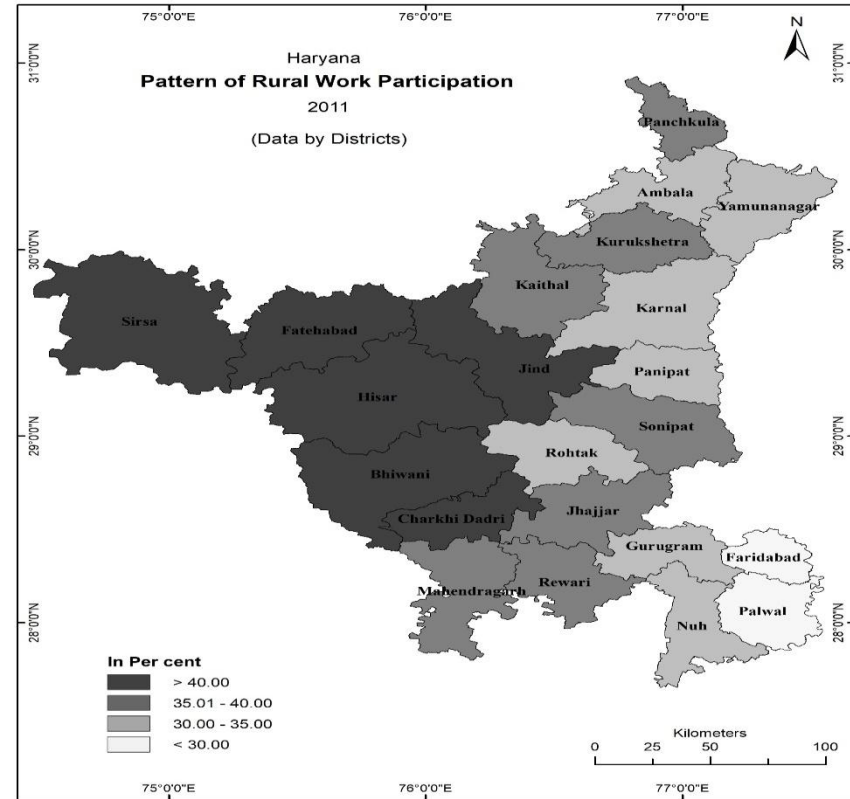 75°0'0"E 76°0'0"E 77°0'0"E
N
Haryana
Pattern of Rural Work Participation
2011
(Data by Districts)
31°0'0"N 31°0'0"N
Panchkula
Ambala
Yamunanagar
Kurukshetra
30°0'0"N 30°0'0"N
Kaithal
Karnal
Sirsa
Fatehabad
Jind
Panipat
Hisar
Sonipat
29°0'0"N 29°0'0"N
Rohtak
Bhiwani
Jhajjar
Charkhi Dadri
Gurugram
Faridabad
Mahendragarh
Rewari
Palwal
Nuh
28°0'0"N 28°0'0"N
In Per cent
> 40.00
35.01 - 40.00
30.00 - 35.00
< 30.00
Kilometers
0 25 50 100
75°0'0"E 76°0'0"E 77°0'0"E